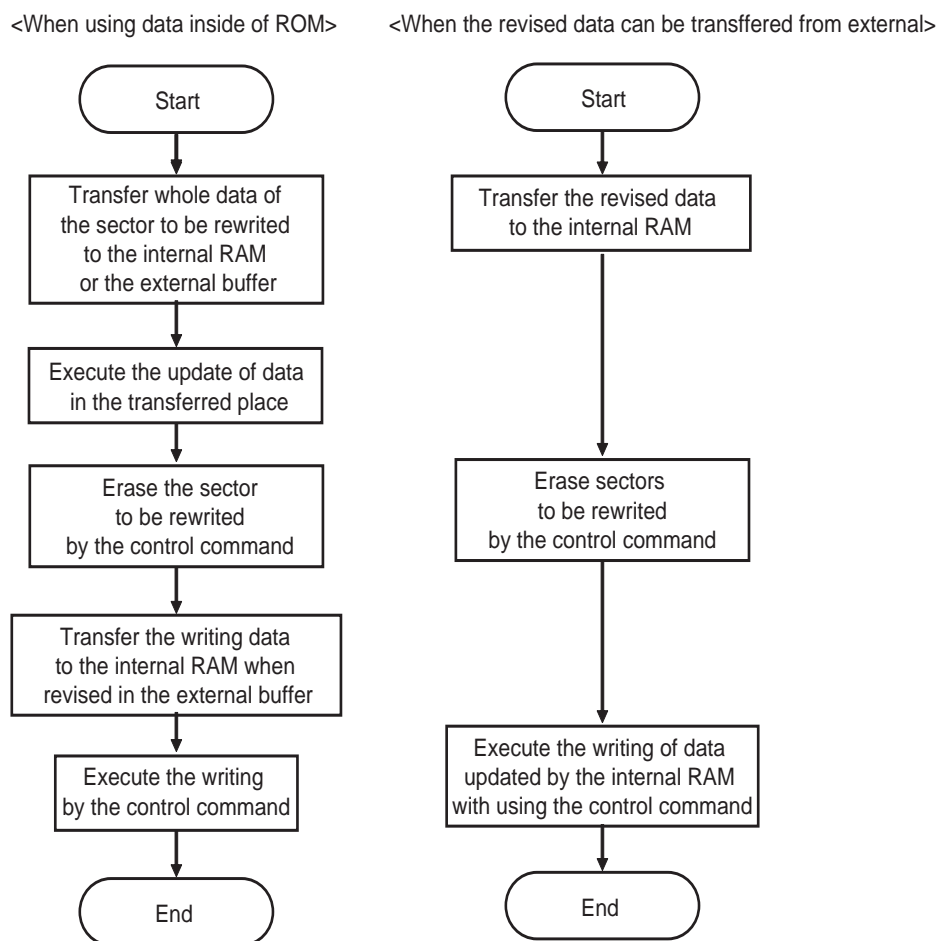 <When using data inside of ROM>
Start
Transfer whole data of
the sector to be rewrited
to the internal RAM
or the external buffer
Execute the update of data
in the transferred place
Erase the sector
to be rewrited
by the control command
Transfer the writing data
to the internal RAM when
revised in the external buffer
Execute the writing
by the control command
End
<When the revised data can be transffered from external>
Start
Transfer the revised data
to the internal RAM
Erase sectors
to be rewrited
by the control command
Execute the writing of data
updated by the internal RAM
with using the control command
End